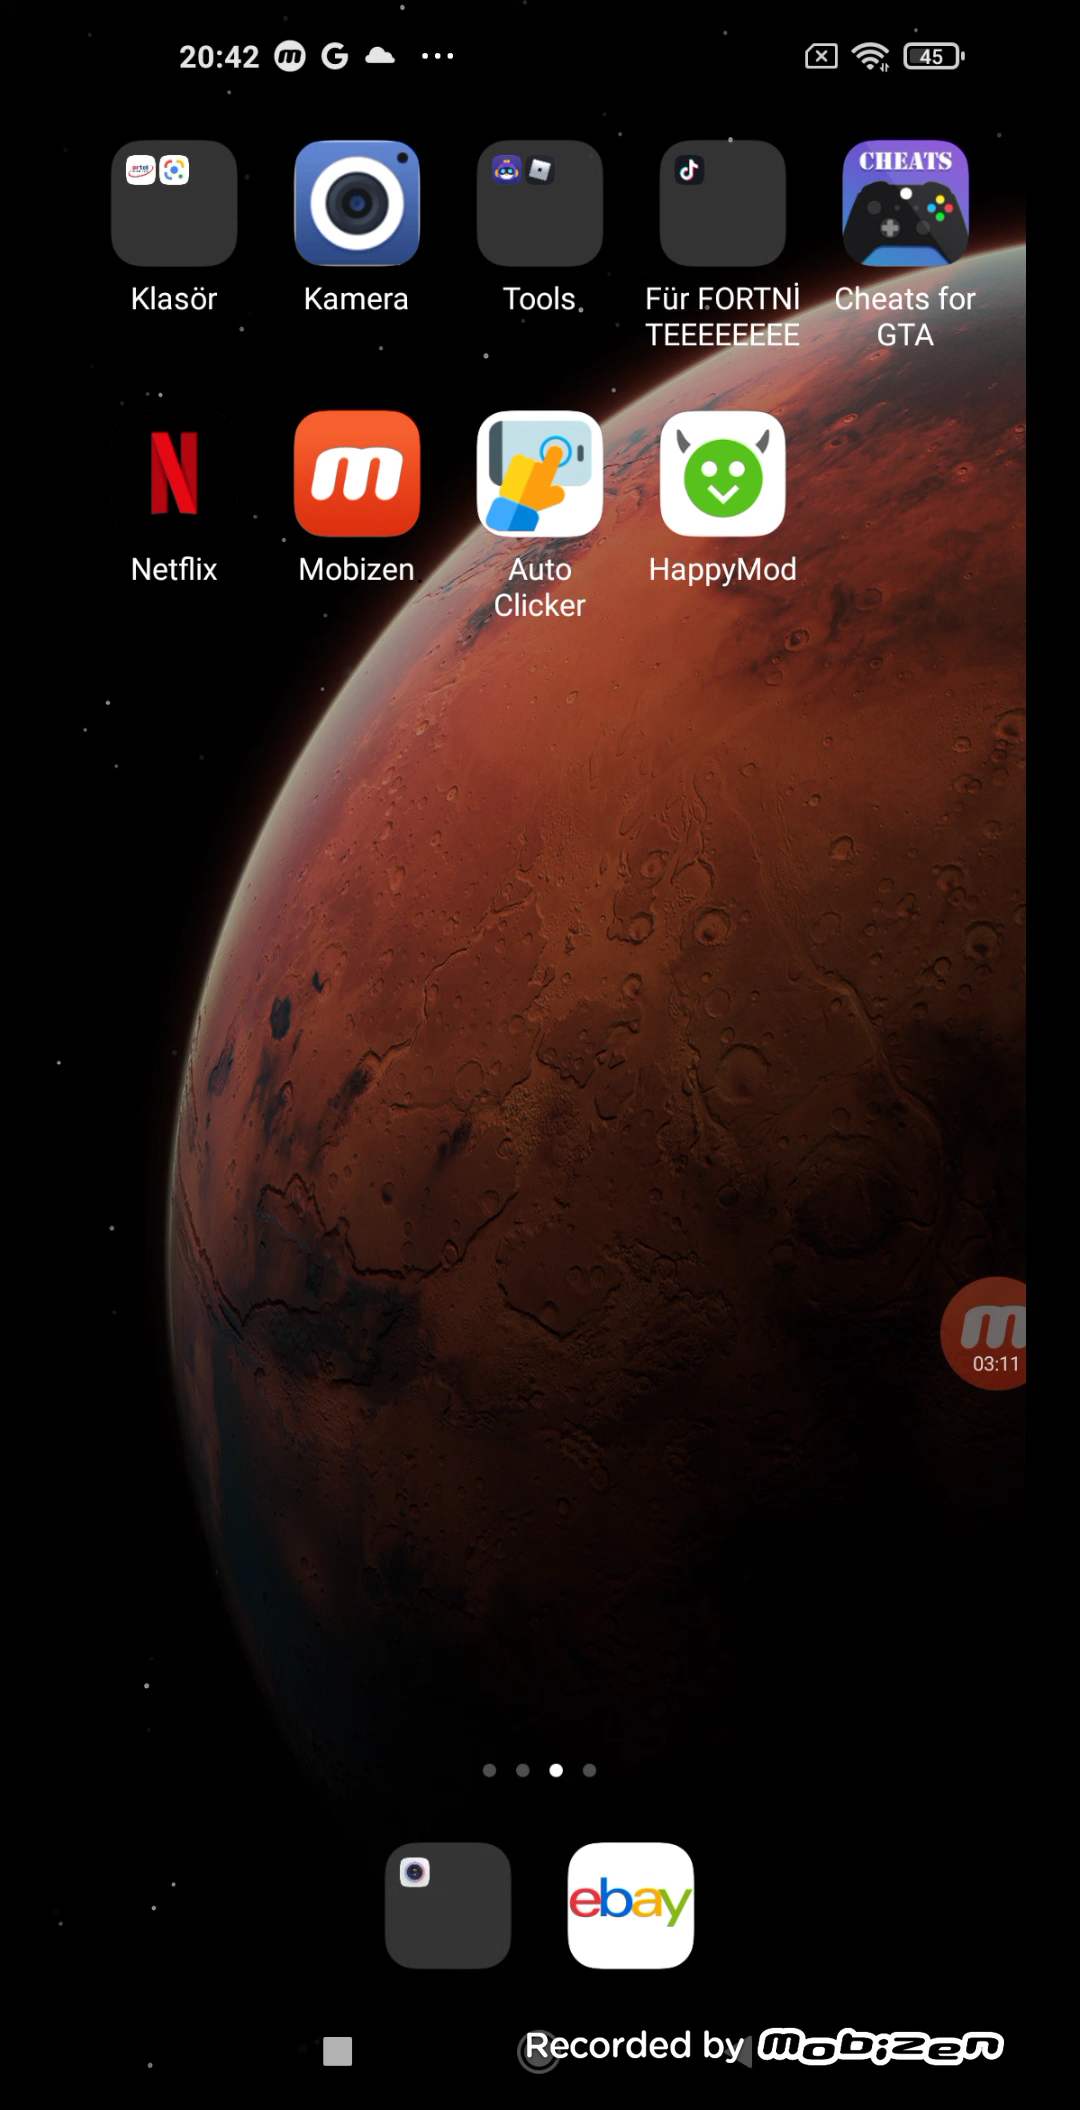 20:42
45
Klasör
Kamera
Tools
Für FORTNİ
TEEEEEEEE
CHEATS
Cheats for
GTA
Netflix
Mobizen
Auto
Clicker
HappyMod
03:11
ebay
Recorded by mobizen